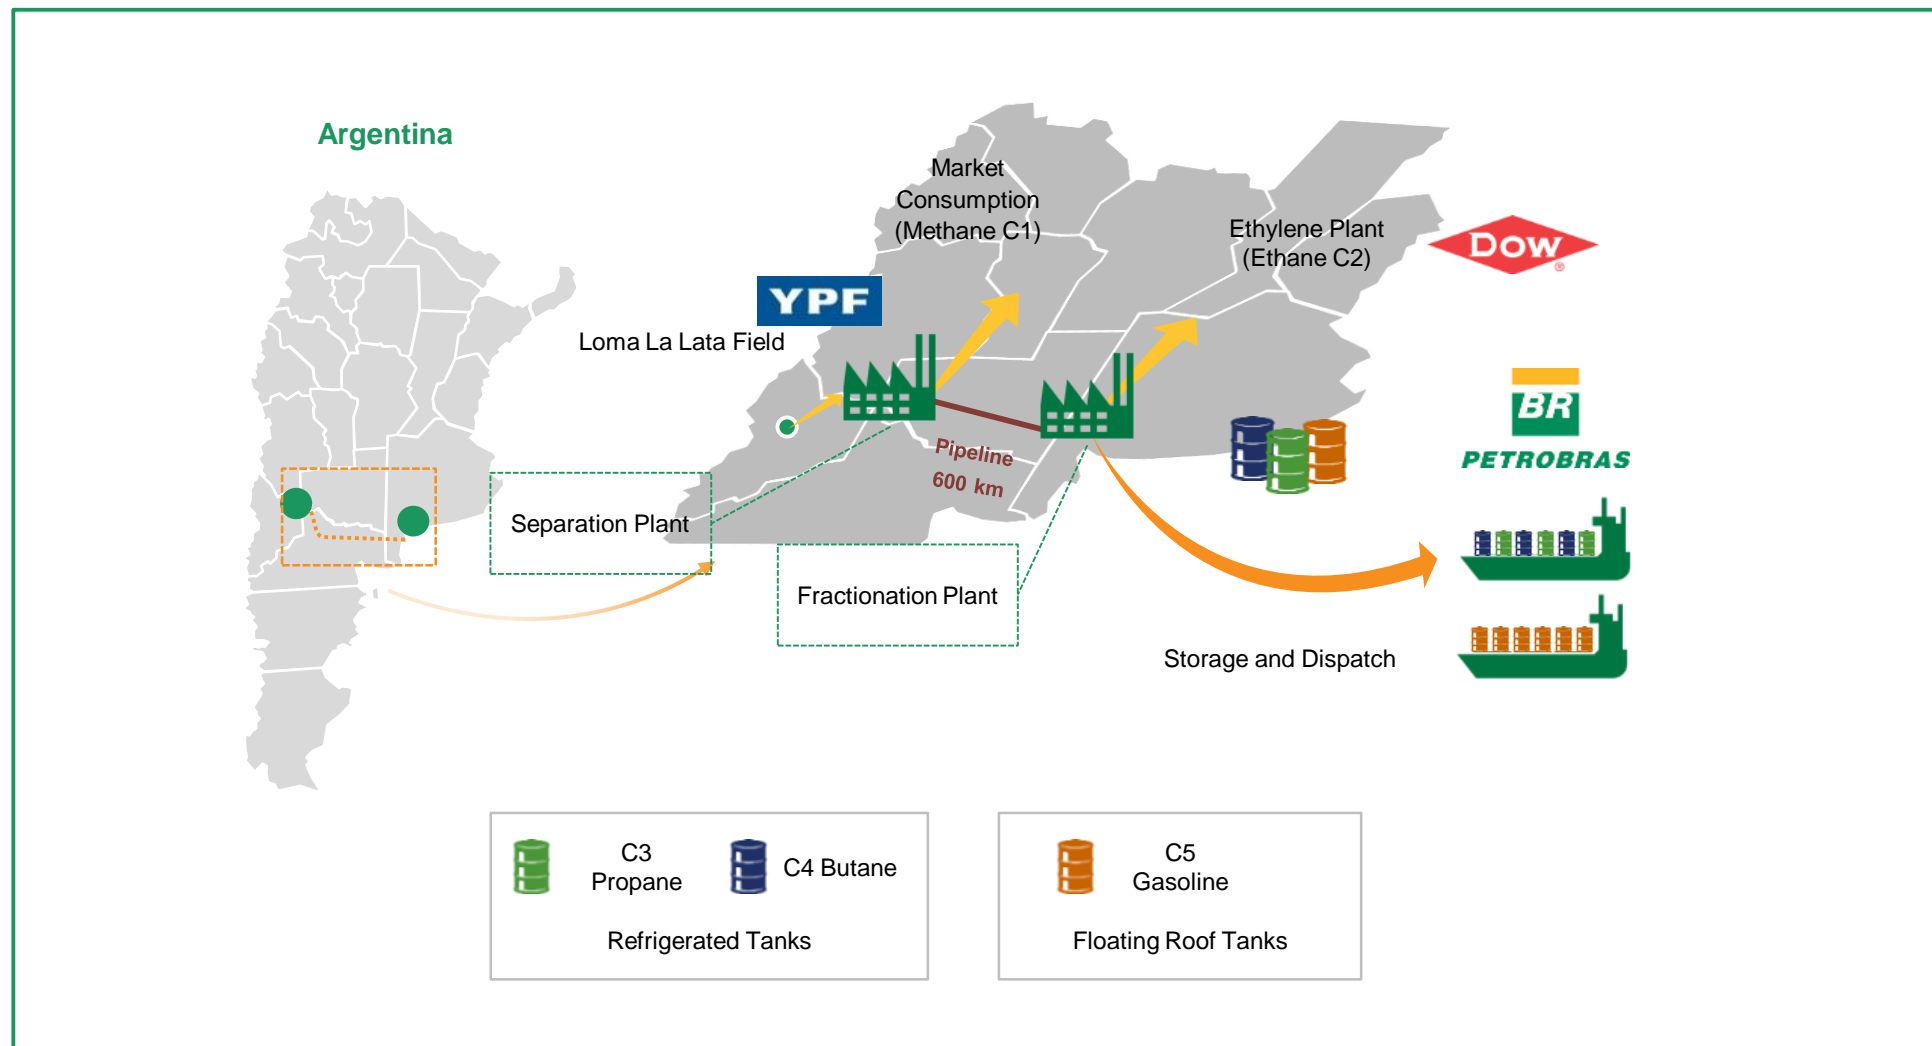 Argentina
Market
Consumption
(Methane C1)
Ethylene Plant
(Ethane C2)
DOW
®
YPF
Loma La Lata Field
BR
PETROBRAS
Pipeline
600 km
Separation Plant
Fractionation Plant
Storage and Dispatch
C3
Propane
C4 Butane
Refrigerated Tanks
C5
Gasoline
Floating Roof Tanks